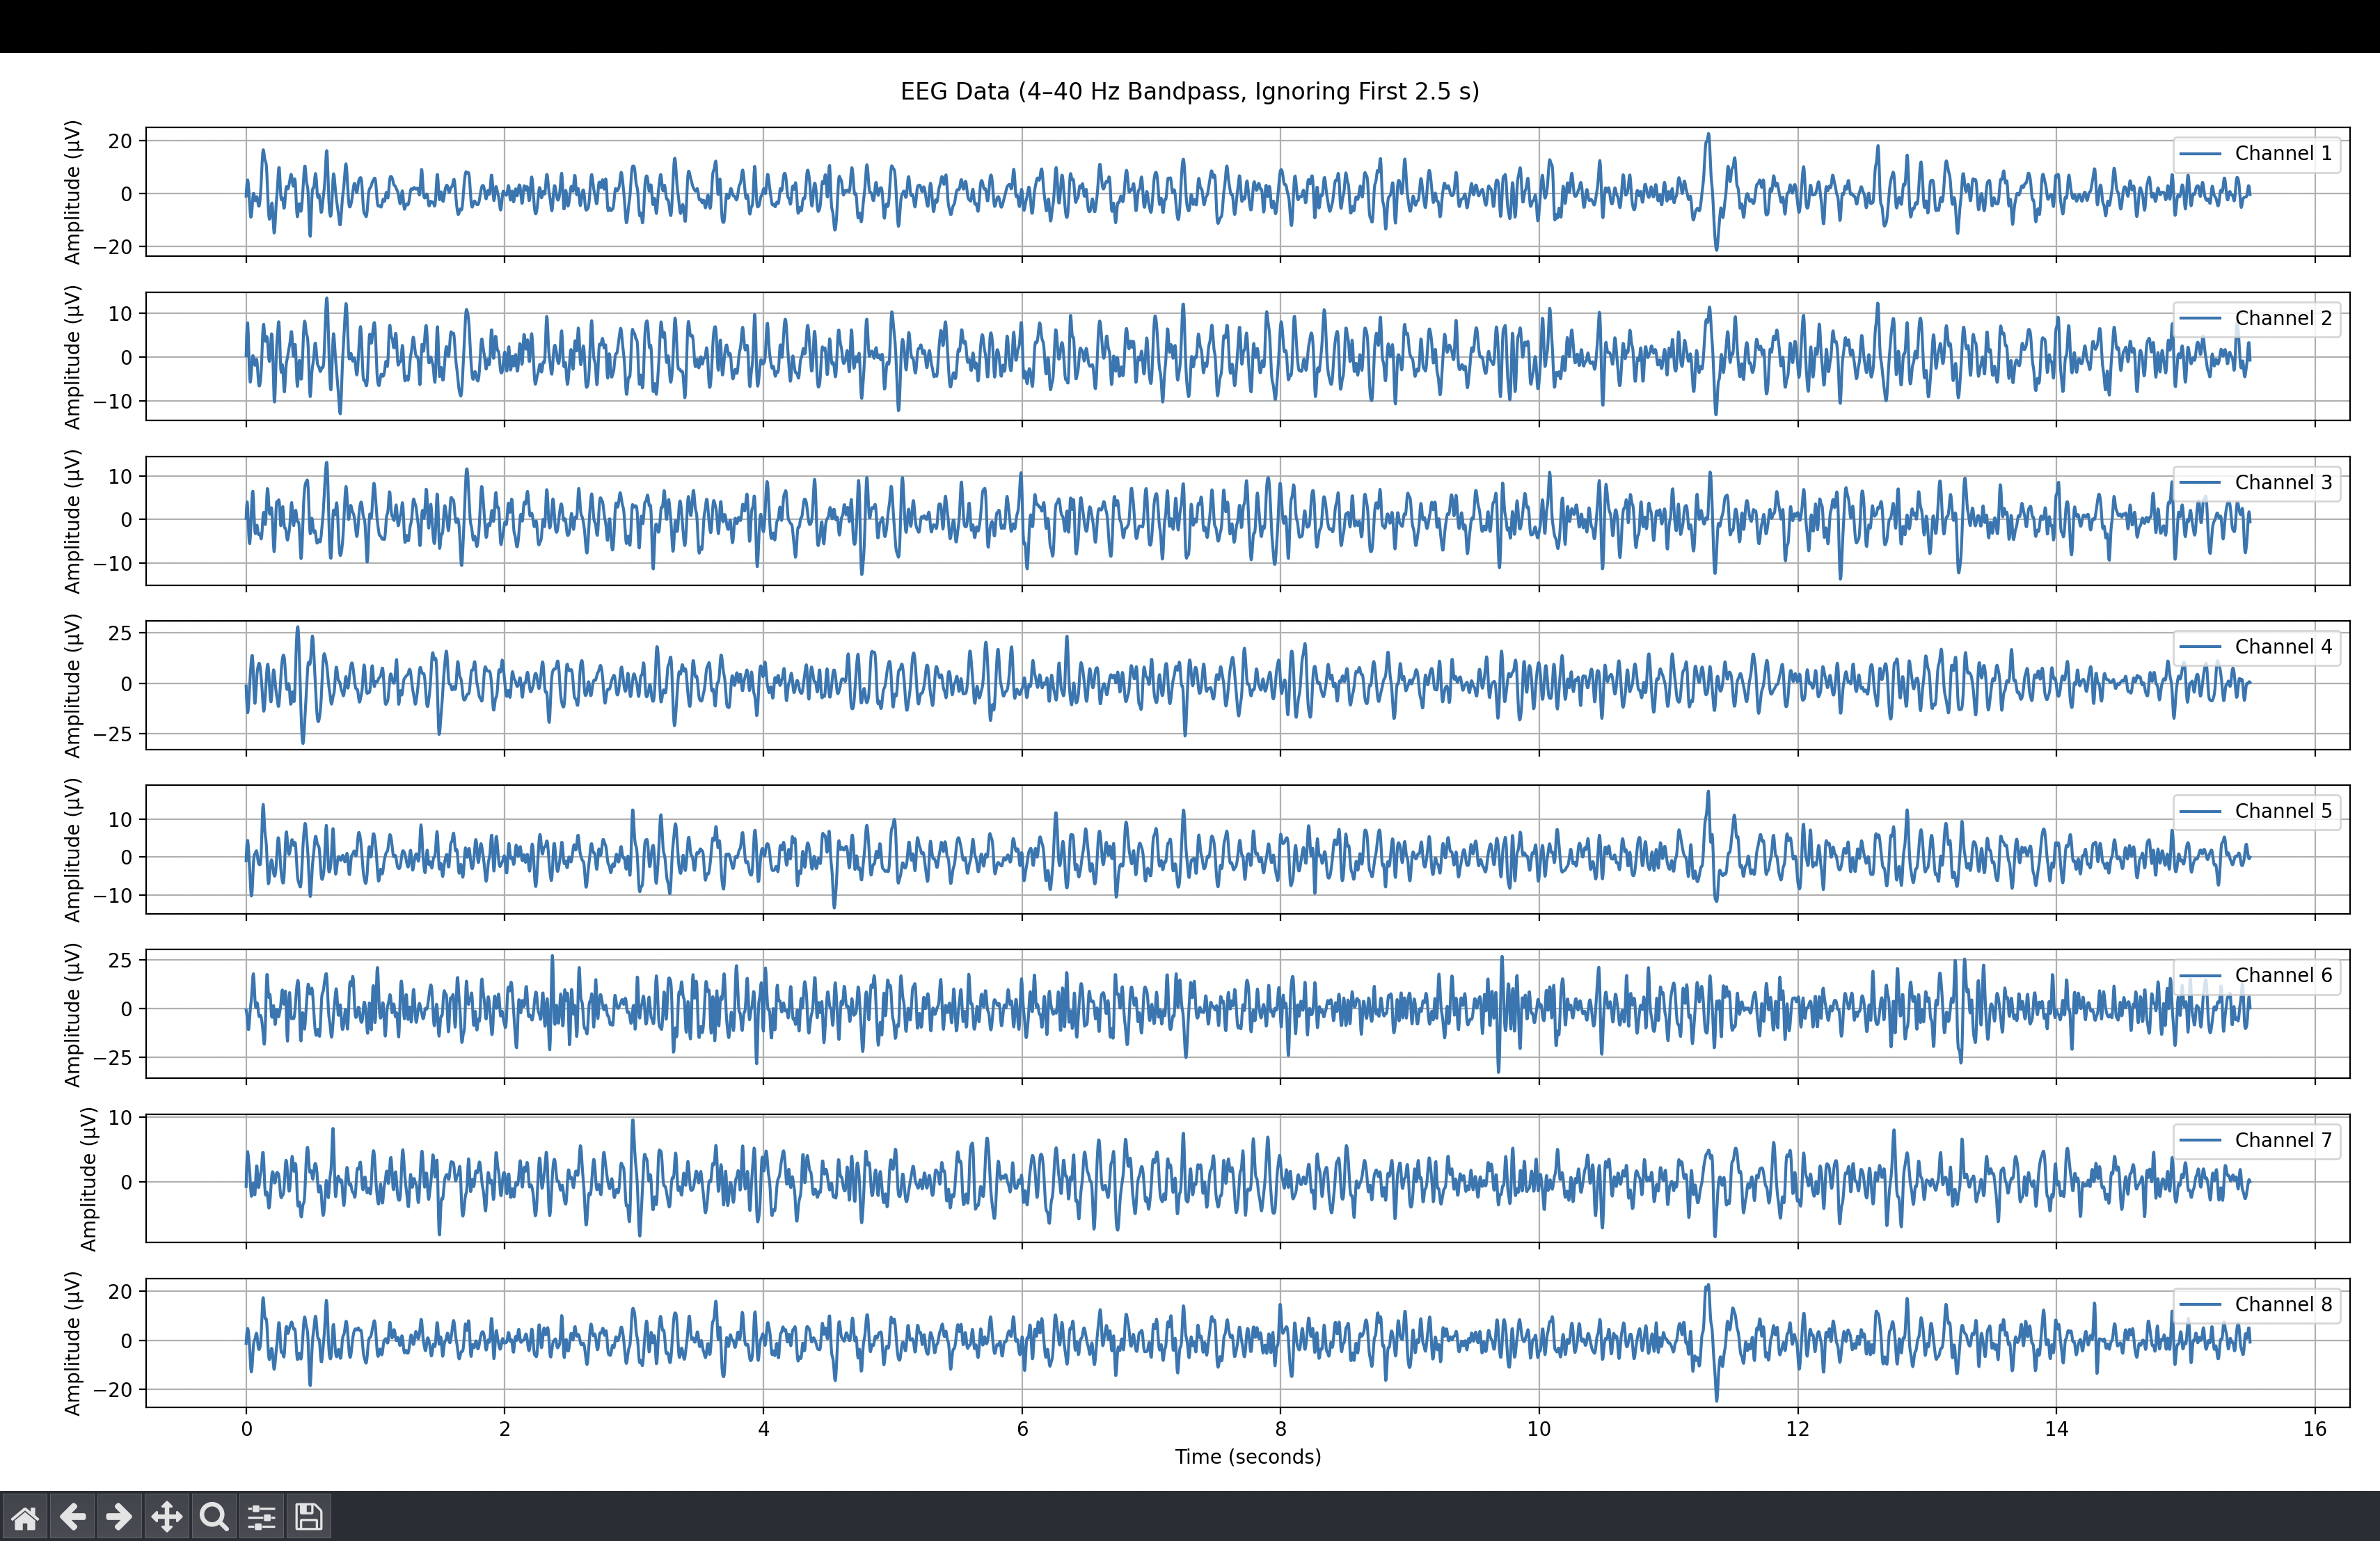 EEG Data (4–40 Hz Bandpass, Ignoring First 2.5 s)
Amplitude (µV)
20
0
−20
Channel 1
Amplitude (µV)
10
0
−10
Channel 2
Amplitude (µV)
10
0
−10
Channel 3
Amplitude (µV)
25
0
−25
Channel 4
Amplitude (µV)
10
0
−10
Channel 5
Amplitude (µV)
25
0
−25
Channel 6
Amplitude (µV)
10
0
Channel 7
Amplitude (µV)
20
0
−20
Channel 8
0 2 4 6 8 10 12 14 16
Time (seconds)